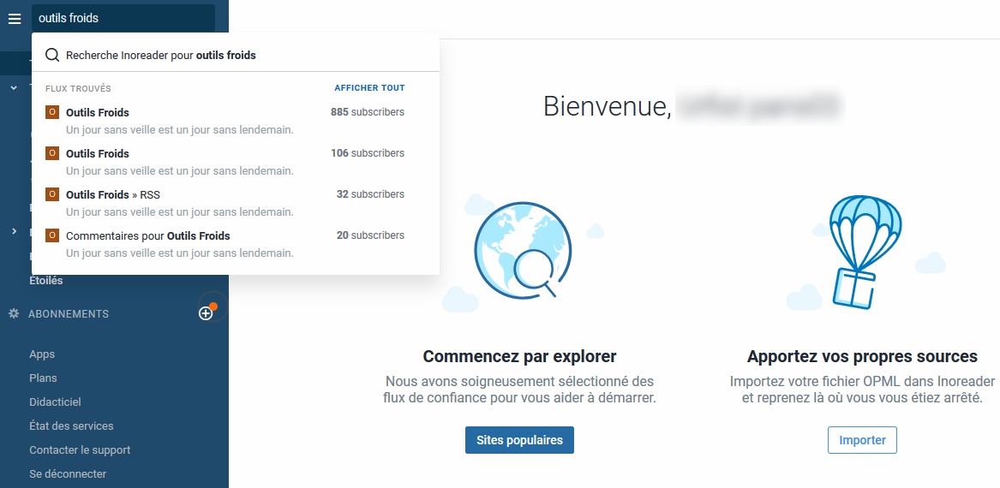 outils froids
Recherche Inoreader pour outils froids
FLUX TROUVÉS
AFFICHER TOUT
O Outils Froids
885 subscribers
Un jour sans veille est un jour sans lendemain.
O Outils Froids
106 subscribers
Un jour sans veille est un jour sans lendemain.
O Outils Froids » RSS
32 subscribers
Un jour sans veille est un jour sans lendemain.
O Commentaires pour Outils Froids
20 subscribers
Un jour sans veille est un jour sans lendemain.
Étoilés
ABONNEMENTS
Apps
Plans
Didacticiel
État des services
Contacter le support
Se déconnecter
Bienvenue,
Commencez par explorer
Nous avons soigneusement sélectionné des
flux de confiance pour vous aider à démarrer.
Sites populaires
Apportez vos propres sources
Importez votre fichier OPML dans Inoreader
et reprenez là où vous vous étiez arrêté.
Importer